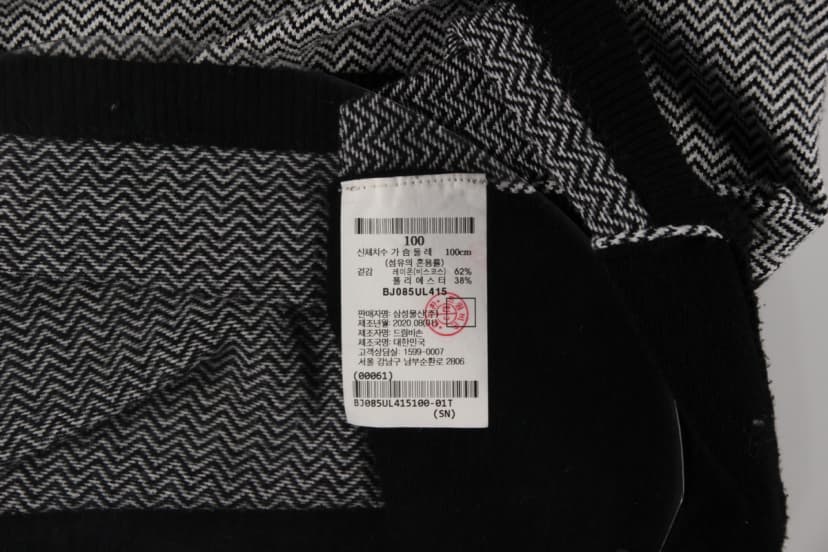 100
신체치수 가슴둘레 100cm
(섬유의 혼용률)
겉감 레이온(비스코스) 62%
폴리에스터 38%
BJ085UL415
판매자명: 삼성물산(주)
제조년월: 2020.08(01)
제조자명: 드림비손
제조국명: 대한민국
고객상담실: 1599-0007
서울 강남구 남부순환로 2806
(00061)
BJ085UL415100-01T
(SN)